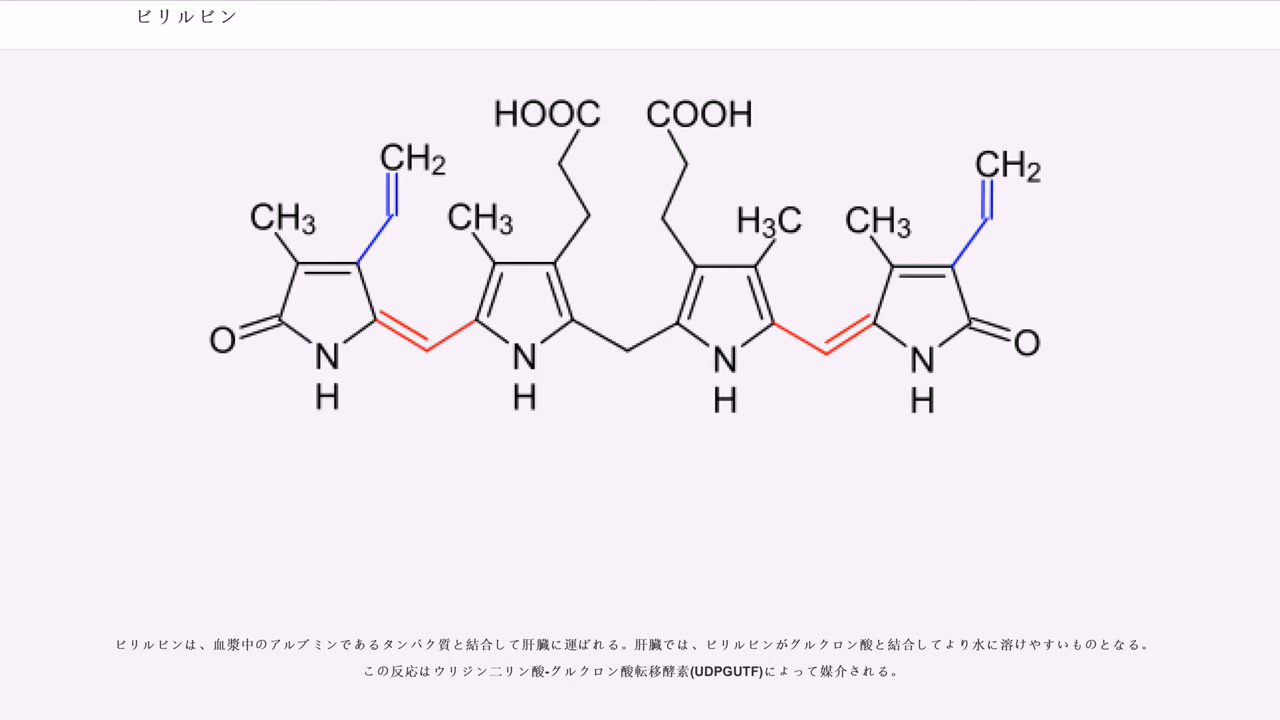 ビリルビン
HOOC COOH
CH2 CH2
CH3 CH3 H3C CH3
O N N N N O
H H H H
ビリルビンは、血漿中のアルブミンであるタンパク質と結合して肝臓に運ばれる。肝臓では、ビリルビンがグルクロン酸と結合してより水に溶けやすいものとなる。
この反応はウリジン二リン酸-グルクロン酸転移酵素(UDPGUTF)によって媒介される。